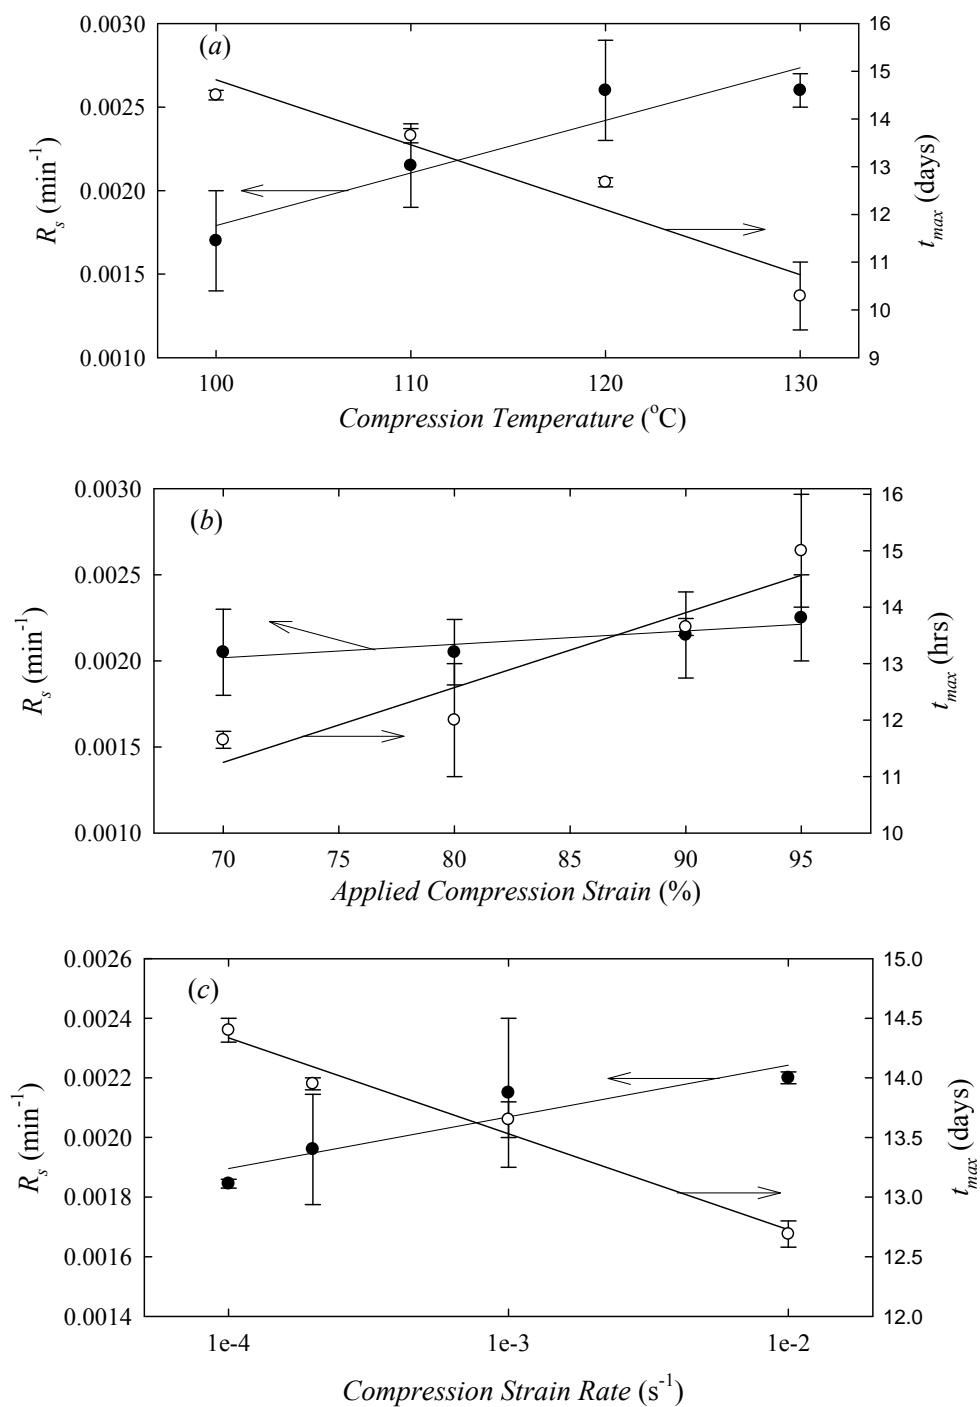 (a)
0.0030
0.0025
0.0020
0.0015
0.0010
R_s (min⁻¹)
16
15
14
13
12
11
10
9
t_max (days)
100 110 120 130
Compression Temperature (°C)
(b)
0.0030
0.0025
0.0020
0.0015
0.0010
R_s (min⁻¹)
16
15
14
13
12
11
10
t_max (hrs)
70 75 80 85 90 95
Applied Compression Strain (%)
(c)
0.0026
0.0024
0.0022
0.0020
0.0018
0.0016
0.0014
R_s (min⁻¹)
15.0
14.5
14.0
13.5
13.0
12.5
12.0
t_max (days)
1e-4 1e-3 1e-2
Compression Strain Rate (s⁻¹)